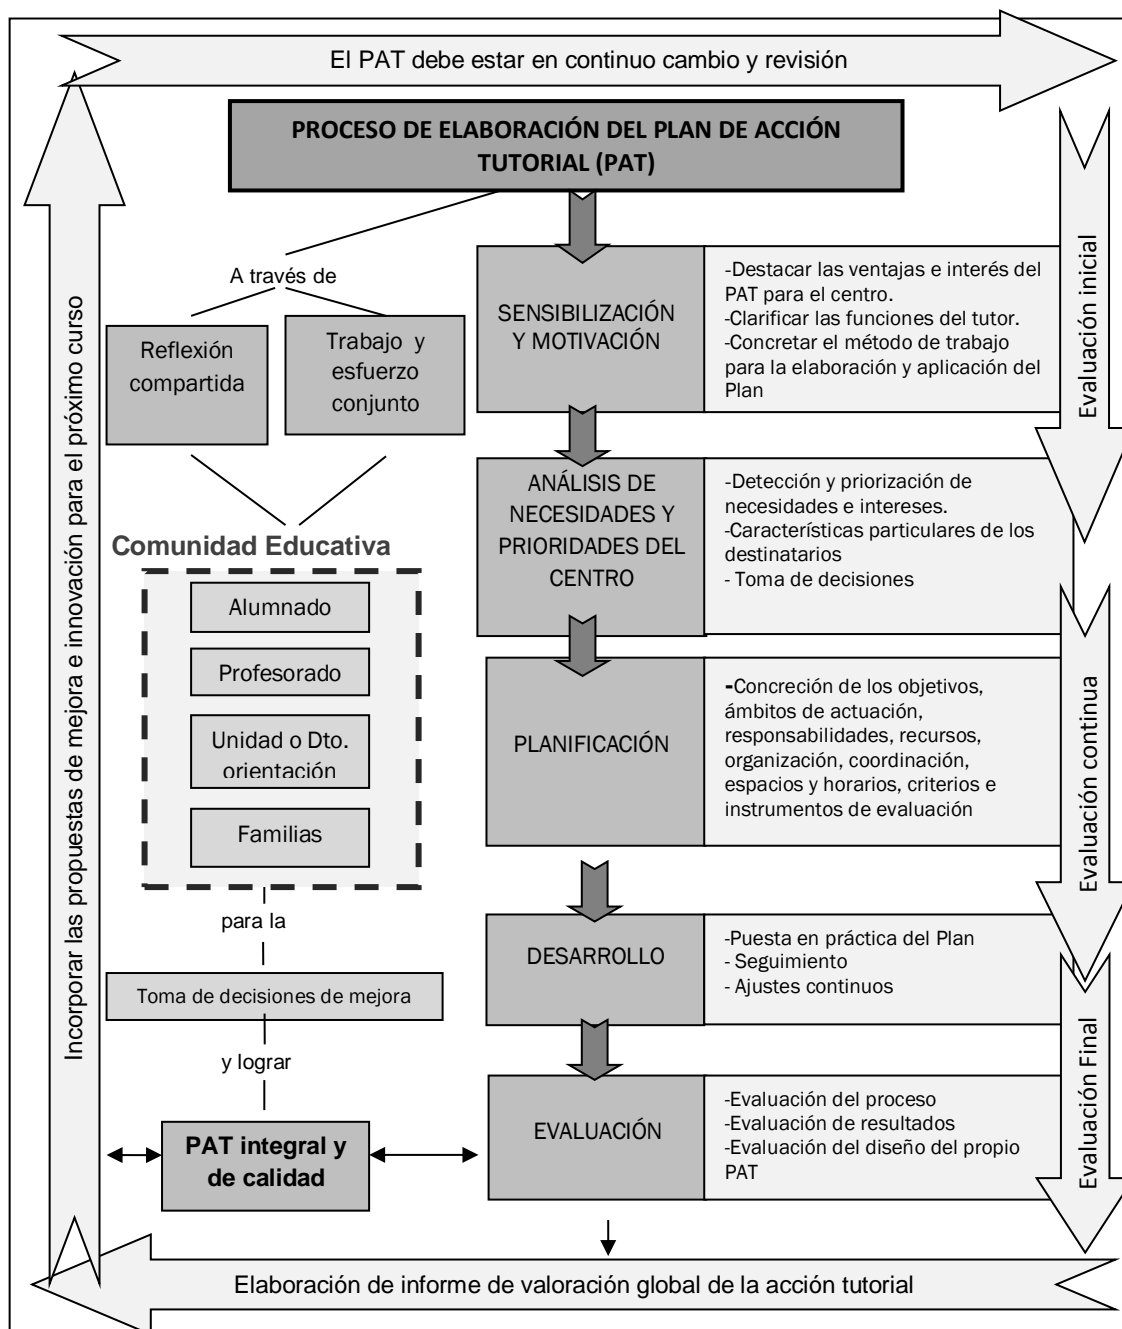 El PAT debe estar en continuo cambio y revisión
PROCESO DE ELABORACIÓN DEL PLAN DE ACCIÓN
TUTORIAL (PAT)
A través de
Reflexión
compartida
Trabajo y
esfuerzo
conjunto
Comunidad Educativa
Alumnado
Profesorado
Unidad o Dto.
orientación
Familias
para la
Toma de decisiones de mejora
y lograr
PAT integral y
de calidad
SENSIBILIZACIÓN
Y MOTIVACIÓN
-Destacar las ventajas e interés del
PAT para el centro.
-Clarificar las funciones del tutor.
-Concretar el método de trabajo
para la elaboración y aplicación del
Plan
ANÁLISIS DE
NECESIDADES Y
PRIORIDADES DEL
CENTRO
-Detección y priorización de
necesidades e intereses.
-Características particulares de los
destinatarios
- Toma de decisiones
PLANIFICACIÓN
-Concreción de los objetivos,
ámbitos de actuación,
responsabilidades, recursos,
organización, coordinación,
espacios y horarios, criterios e
instrumentos de evaluación
DESARROLLO
-Puesta en práctica del Plan
- Seguimiento
- Ajustes continuos
EVALUACIÓN
-Evaluación del proceso
-Evaluación de resultados
-Evaluación del diseño del propio
PAT
Evaluación inicial
Evaluación continua
Evaluación Final
Elaboración de informe de valoración global de la acción tutorial
Incorporar las propuestas de mejora e innovación para el próximo curso